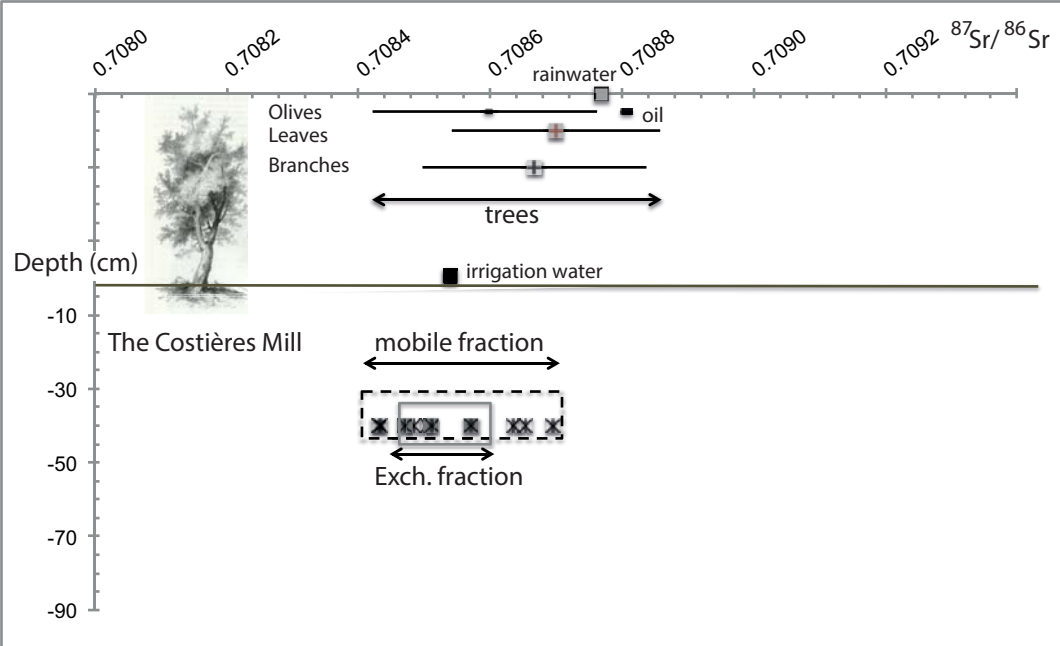 0.7080 0.7082 0.7084 0.7086 0.7088 0.7090 0.7092 87Sr/ 86Sr
rainwater
Olives oil
Leaves
Branches
trees
Depth (cm) irrigation water
-10
The Costières Mill mobile fraction
-30
-50
Exch. fraction
-70
-90